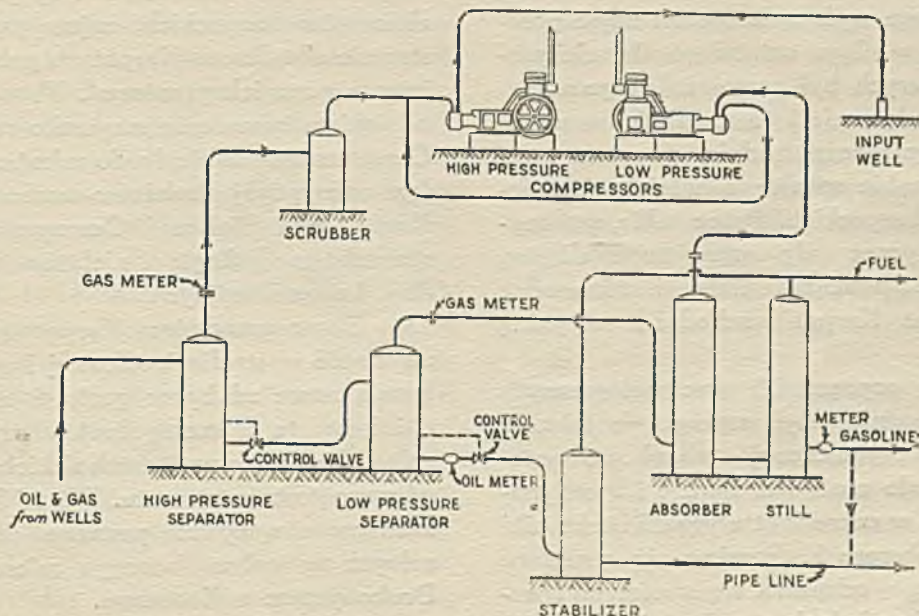 INPUT
WELL
HIGH PRESSURE
LOW PRESSURE
COMPRESSORS
SCRUBBER
GAS METER
FUEL
GAS METER
CONTROL
VALVE
METER
GASOLINE
CONTROL VALVE
OIL METER
OIL & GAS
from WELLS
HIGH PRESSURE
SEPARATOR
LOW PRESSURE
SEPARATOR
ABSORBER
STILL
PIPE LINE
STABILIZER